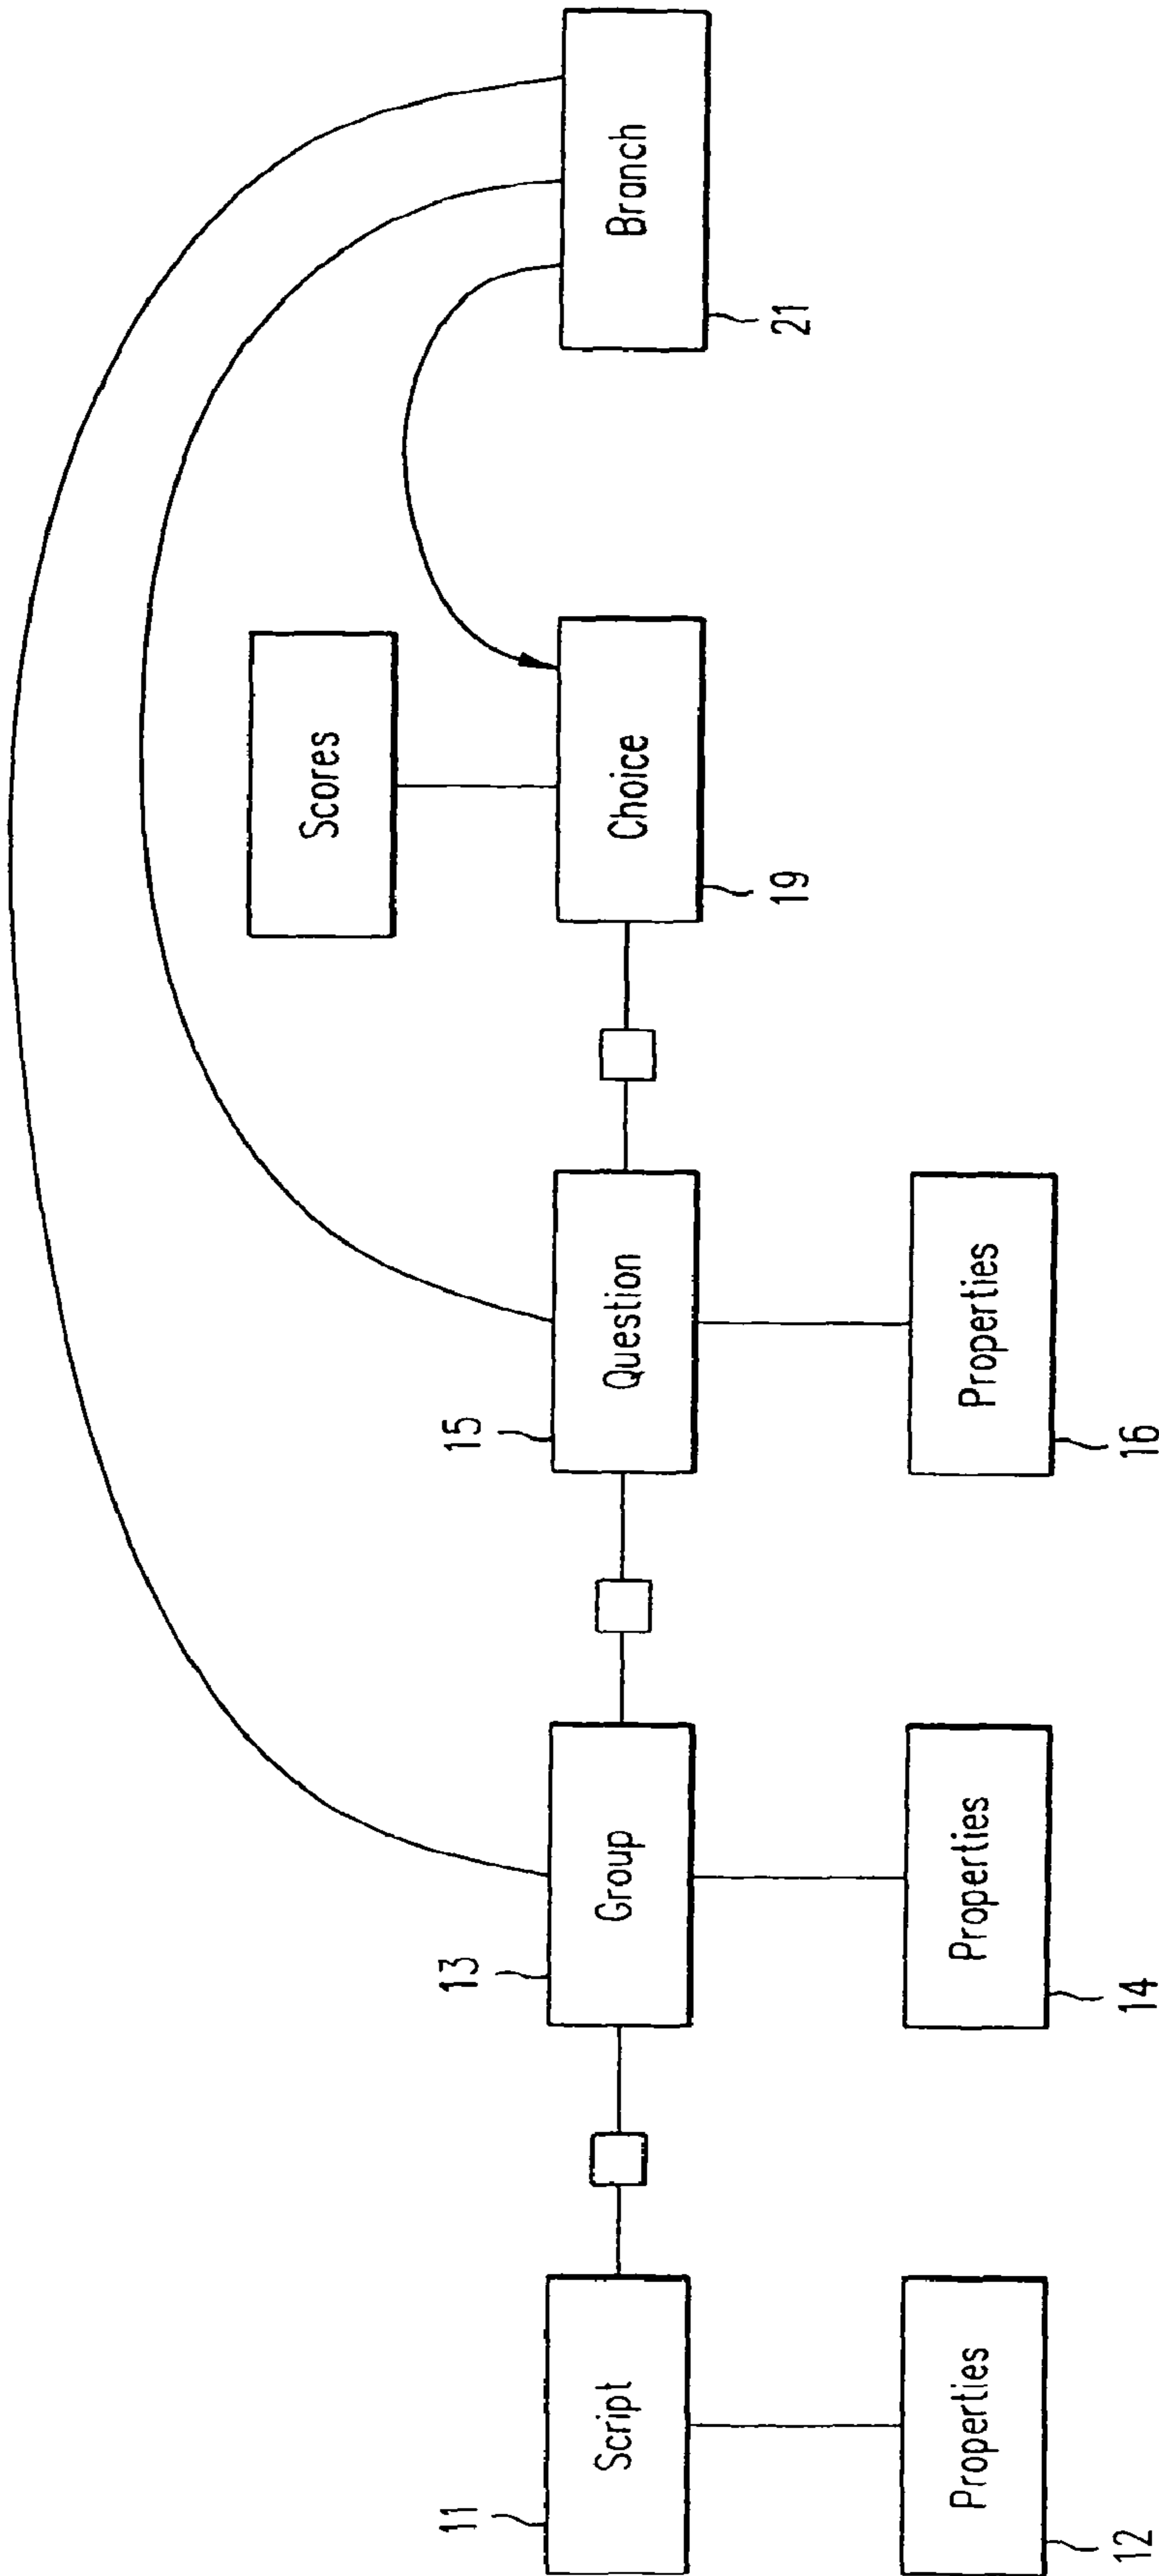 Scores
Branch
21
Choice
19
Question
15
Group
13
Script
11
Properties
16
Properties
14
Properties
12